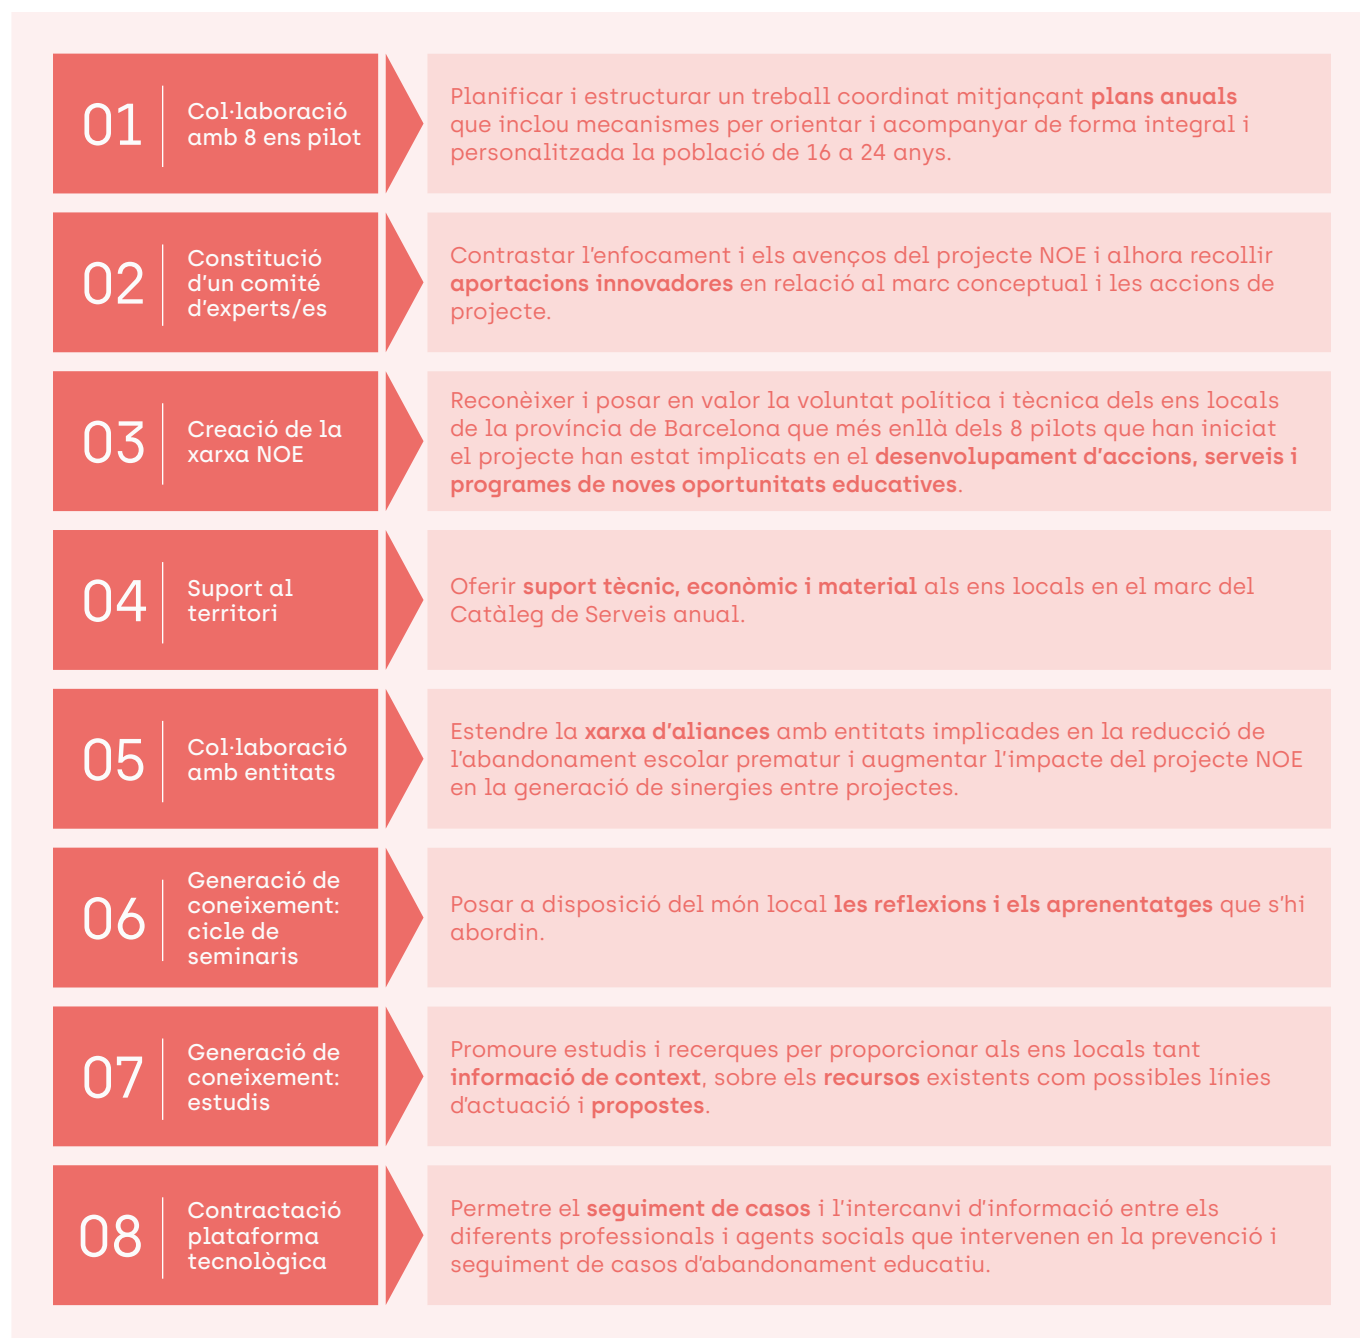 01
Col·laboració
amb 8 ens pilot
Planificar i estructurar un treball coordinat mitjançant plans anuals
que inclou mecanismes per orientar i acompanyar de forma integral i
personalitzada la població de 16 a 24 anys.
02
Constitució
d’un comité
d’experts/es
Contrastar l’enfocament i els avenços del projecte NOE i alhora recollir
aportacions innovadores en relació al marc conceptual i les accions de
projecte.
03
Creació de la
xarxa NOE
Reconèixer i posar en valor la voluntat política i tècnica dels ens locals
de la província de Barcelona que més enllà dels 8 pilots que han iniciat
el projecte han estat implicats en el desenvolupament d’accions, serveis i
programes de noves oportunitats educatives.
04
Suport al
territori
Oferir suport tècnic, econòmic i material als ens locals en el marc del
Catàleg de Serveis anual.
05
Col·laboració
amb entitats
Estendre la xarxa d’aliances amb entitats implicades en la reducció de
l’abandonament escolar prematur i augmentar l'impacte del projecte NOE
en la generació de sinergies entre projectes.
06
Generació de
coneixement:
cicle de
seminaris
Posar a disposició del món local les reflexions i els aprenentatges que s’hi
abordin.
07
Generació de
coneixement:
estudis
Promoure estudis i recerques per proporcionar als ens locals tant
informació de context, sobre els recursos existents com possibles línies
d’actuació i propostes.
08
Contractació
plataforma
tecnològica
Permetre el seguiment de casos i l’intercanvi d’informació entre els
diferents professionals i agents socials que intervenen en la prevenció i
seguiment de casos d’abandonament educatiu.